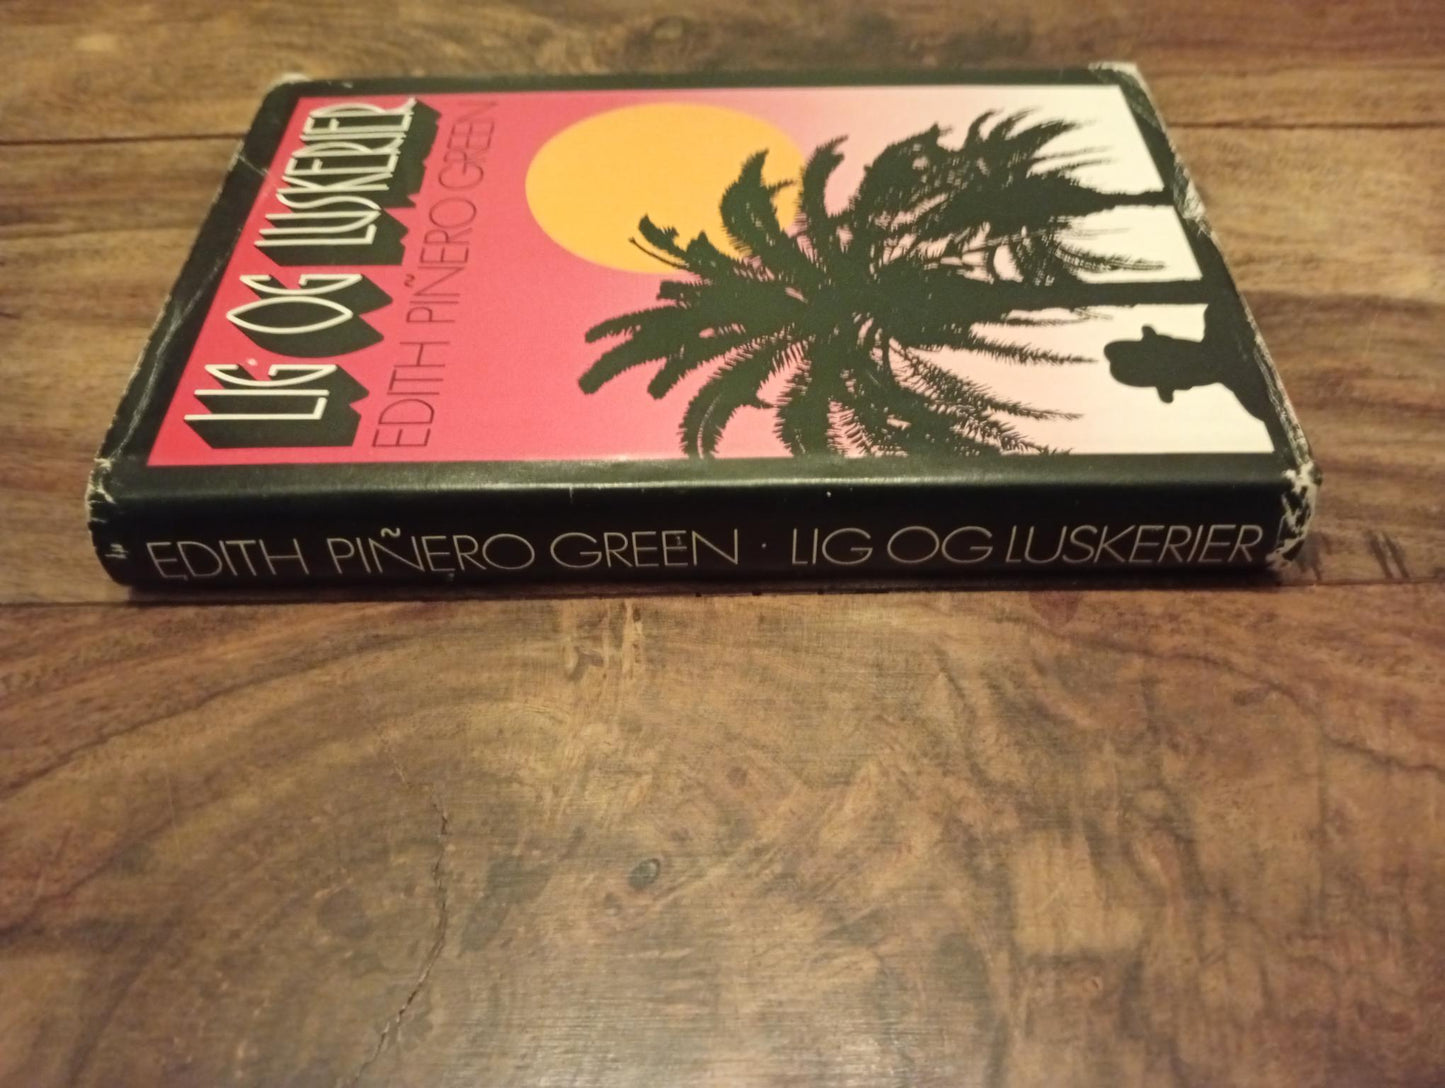 LIG OG LUSKERIER
EDITH PIÑERO GREEN
EDITH PIÑERO GREEN · LIG OG LUSKERIER